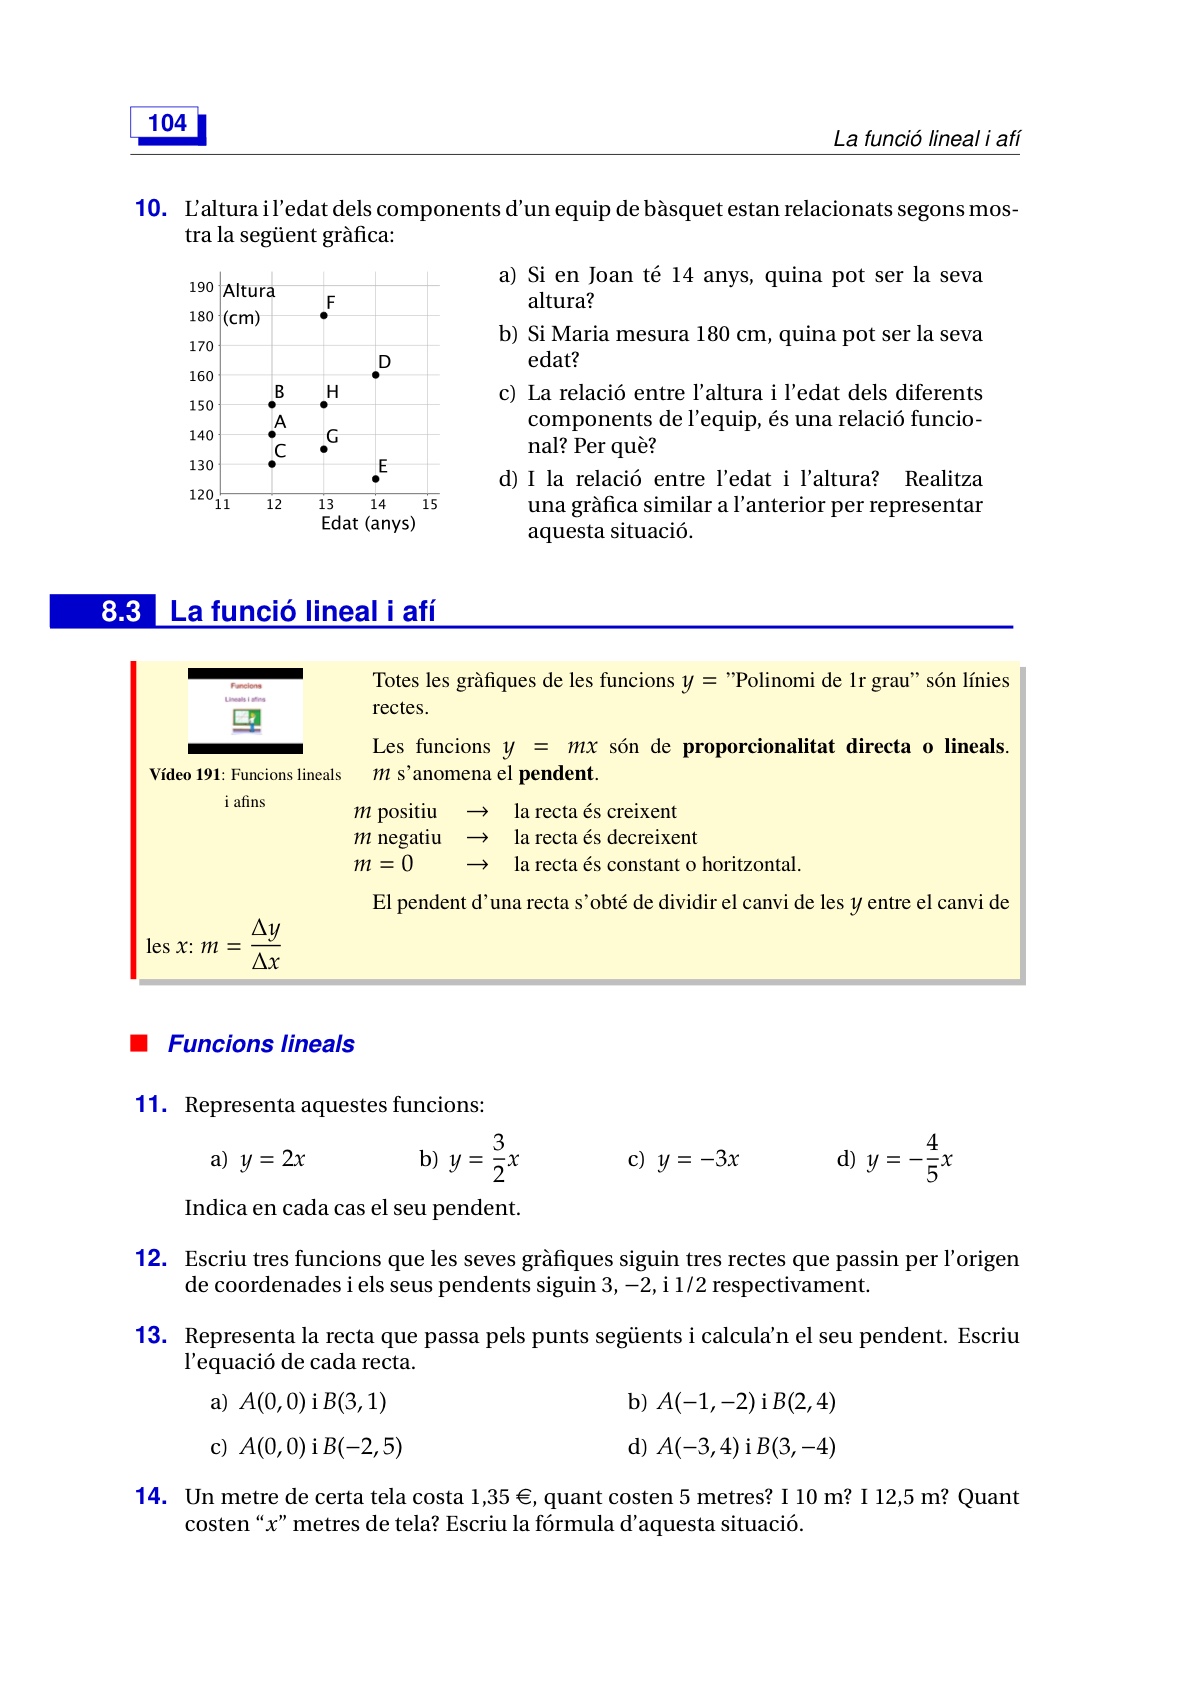 104
La funció lineal i afí
10. L’altura i l’edat dels components d’un equip de bàsquet estan relacionats segons mos-
tra la següent gràfica:
190
180
170
160
150
140
130
120
Altura
(cm)
F
D
B
H
A
G
C
E
11 12 13 14 15
Edat (anys)
a) Si en Joan té 14 anys, quina pot ser la seva
altura?
b) Si Maria mesura 180 cm, quina pot ser la seva
edat?
c) La relació entre l’altura i l’edat dels diferents
components de l’equip, és una relació funcio-
nal? Per què?
d) I la relació entre l’edat i l’altura? Realitza
una gràfica similar a l’anterior per representar
aquesta situació.
8.3 La funció lineal i afí
Funcions
Lineals i afins
Vídeo 191: Funcions lineals
i afins
Totes les gràfiques de les funcions y = ”Polinomi de 1r grau” són línies
rectes.
Les funcions y = mx són de proporcionalitat directa o lineals.
m s’anomena el pendent.
m positiu → la recta és creixent
m negatiu → la recta és decreixent
m = 0 → la recta és constant o horitzontal.
El pendent d’una recta s’obté de dividir el canvi de les y entre el canvi de
les x: m = Δy/Δx
Funcions lineals
11. Representa aquestes funcions:
a) y = 2x b) y = 3/2 x c) y = −3x d) y = −4/5 x
Indica en cada cas el seu pendent.
12. Escriu tres funcions que les seves gràfiques siguin tres rectes que passin per l’origen
de coordenades i els seus pendents siguin 3, −2, i 1/2 respectivament.
13. Representa la recta que passa pels punts següents i calcula’n el seu pendent. Escriu
l’equació de cada recta.
a) A(0, 0) i B(3, 1) b) A(−1, −2) i B(2, 4)
c) A(0, 0) i B(−2, 5) d) A(−3, 4) i B(3, −4)
14. Un metre de certa tela costa 1,35 €, quant costen 5 metres? I 10 m? I 12,5 m? Quant
costen “x” metres de tela? Escriu la fórmula d’aquesta situació.